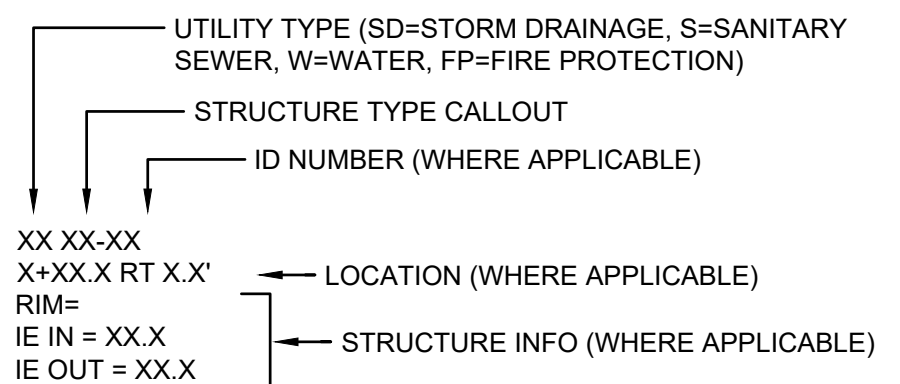 UTILITY TYPE (SD=STORM DRAINAGE, S=SANITARY
SEWER, W=WATER, FP=FIRE PROTECTION)
STRUCTURE TYPE CALLOUT
ID NUMBER (WHERE APPLICABLE)
XX XX-XX
X+XX.X RT X.X'
LOCATION (WHERE APPLICABLE)
RIM=
IE IN = XX.X
STRUCTURE INFO (WHERE APPLICABLE)
IE OUT = XX.X